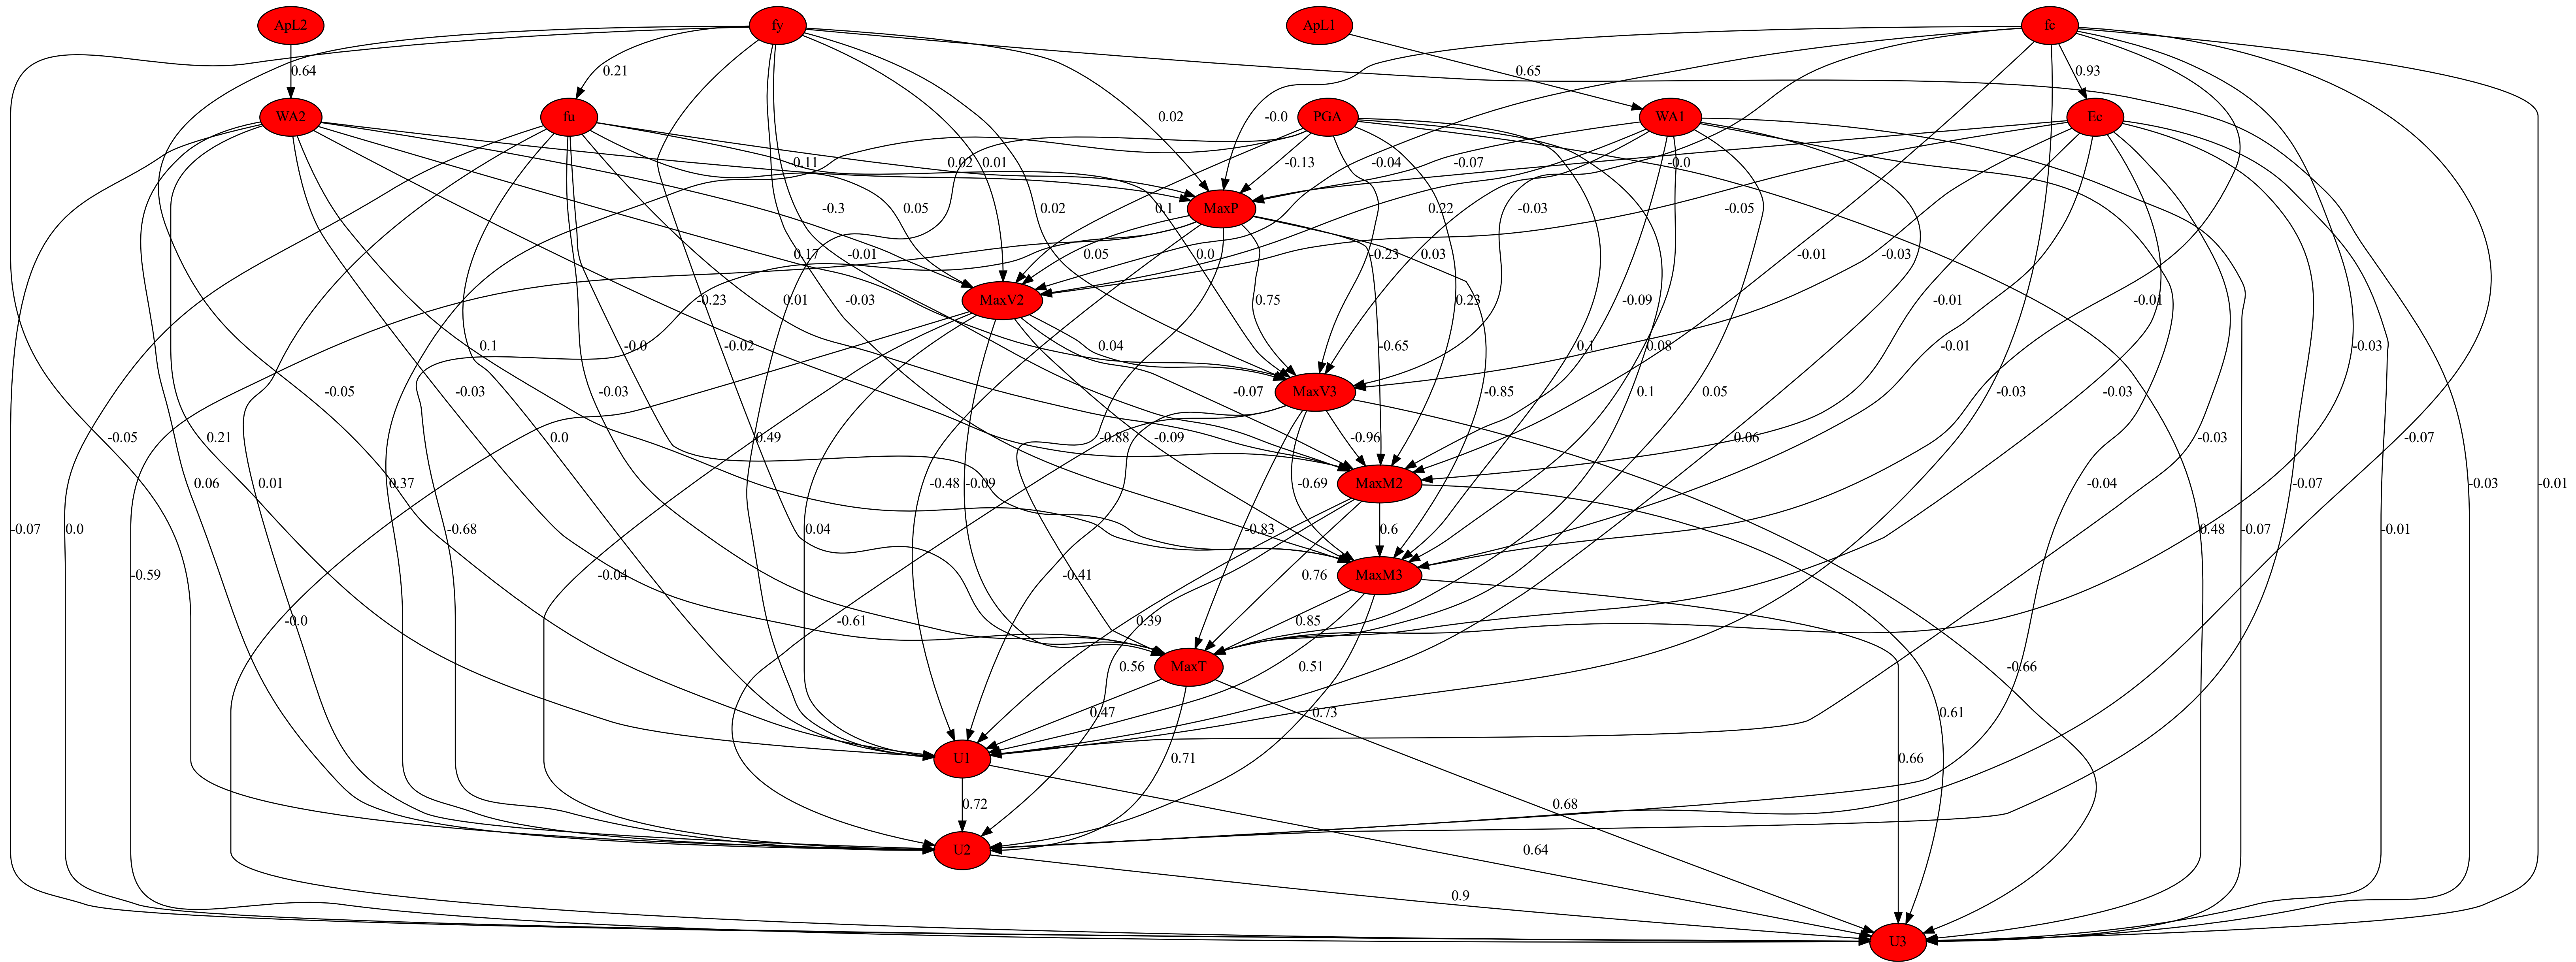 ApL2 fy ApL1 fc
0.64 0.21 0.65 0.93
WA2 fu PGA WA1 Ec
0.02 -0.0
0.11 0.02 0.01 -0.13 -0.04 -0.07 -0.0
MaxP
-0.3 0.05 0.02 0.1 0.22 -0.03 -0.05
0.17 -0.01 0.05 0.0 -0.23 0.03 -0.01 -0.03
MaxV2
-0.23 0.01 -0.03 0.75 0.23 -0.09 -0.01 -0.01
0.1 -0.0 -0.02 0.04 0.1 0.08 -0.01 -0.03
MaxV3
-0.03 -0.05 -0.03 -0.07 -0.85 0.1 0.05 -0.03 -0.03
-0.05 0.21 0.0 0.49 -0.88 -0.09 -0.96 0.06 -0.03 -0.07
MaxM2
0.06 0.01 0.37 -0.48 -0.09 -0.69 -0.04 -0.07 -0.03 -0.01
-0.07 0.0 -0.68 0.04 -0.83 0.6 0.48 -0.07 -0.01
MaxM3
-0.59 -0.04 -0.41 0.76
-0.0 -0.61 0.39 0.85
MaxT
0.56 0.51 -0.66
0.47 0.73 0.61
U1
0.71 0.66
0.72 0.68
U2
0.64
0.9
U3